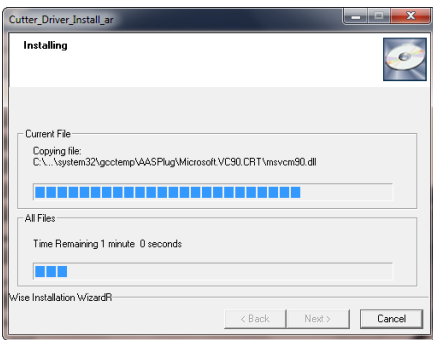 Cutter_Driver_Install_ar
Installing
Current File
Copying file:
C:\...\system32\gcctemp\AASPlug\Microsoft.VC90.CRT\msvcm90.dll
All Files
Time Remaining 1 minute 0 seconds
Wise Installation WizardR
< Back Next > Cancel